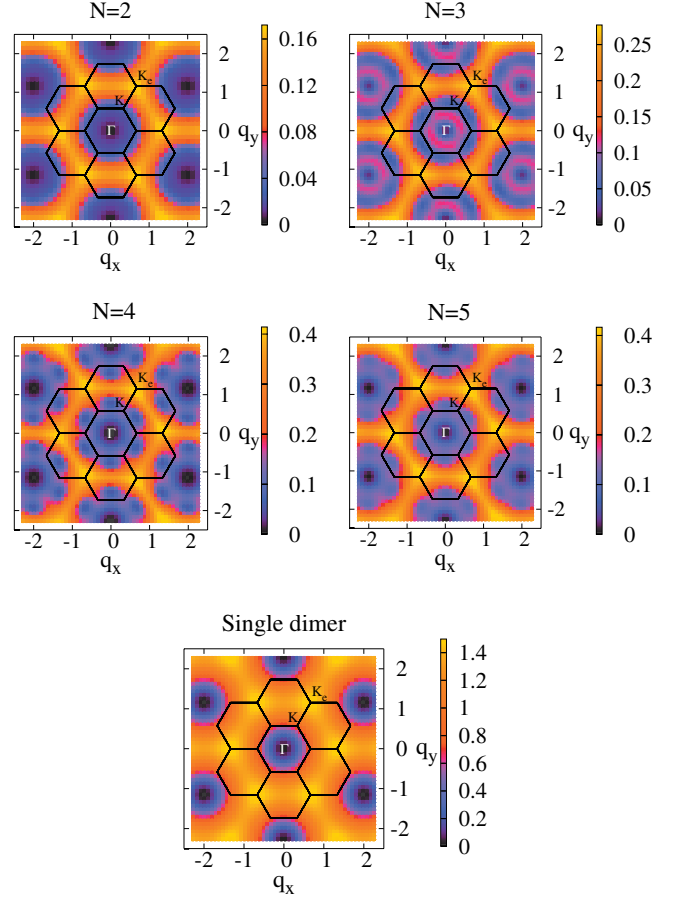 N=2
N=3
2
1
0
-1
-2
q_y
-2 -1 0 1 2
q_x
0.16
0.12
0.08
0.04
0
K_e
K
Γ
2
1
0
-1
-2
q_y
-2 -1 0 1 2
q_x
0.25
0.2
0.15
0.1
0.05
0
K_e
K
Γ
N=4
N=5
2
1
0
-1
-2
q_y
-2 -1 0 1 2
q_x
0.4
0.3
0.2
0.1
0
K_e
K
Γ
2
1
0
-1
-2
q_y
-2 -1 0 1 2
q_x
0.4
0.3
0.2
0.1
0
K_e
K
Γ
Single dimer
2
1
0
-1
-2
q_y
-2 -1 0 1 2
q_x
1.4
1.2
1
0.8
0.6
0.4
0.2
0
K_e
K
Γ